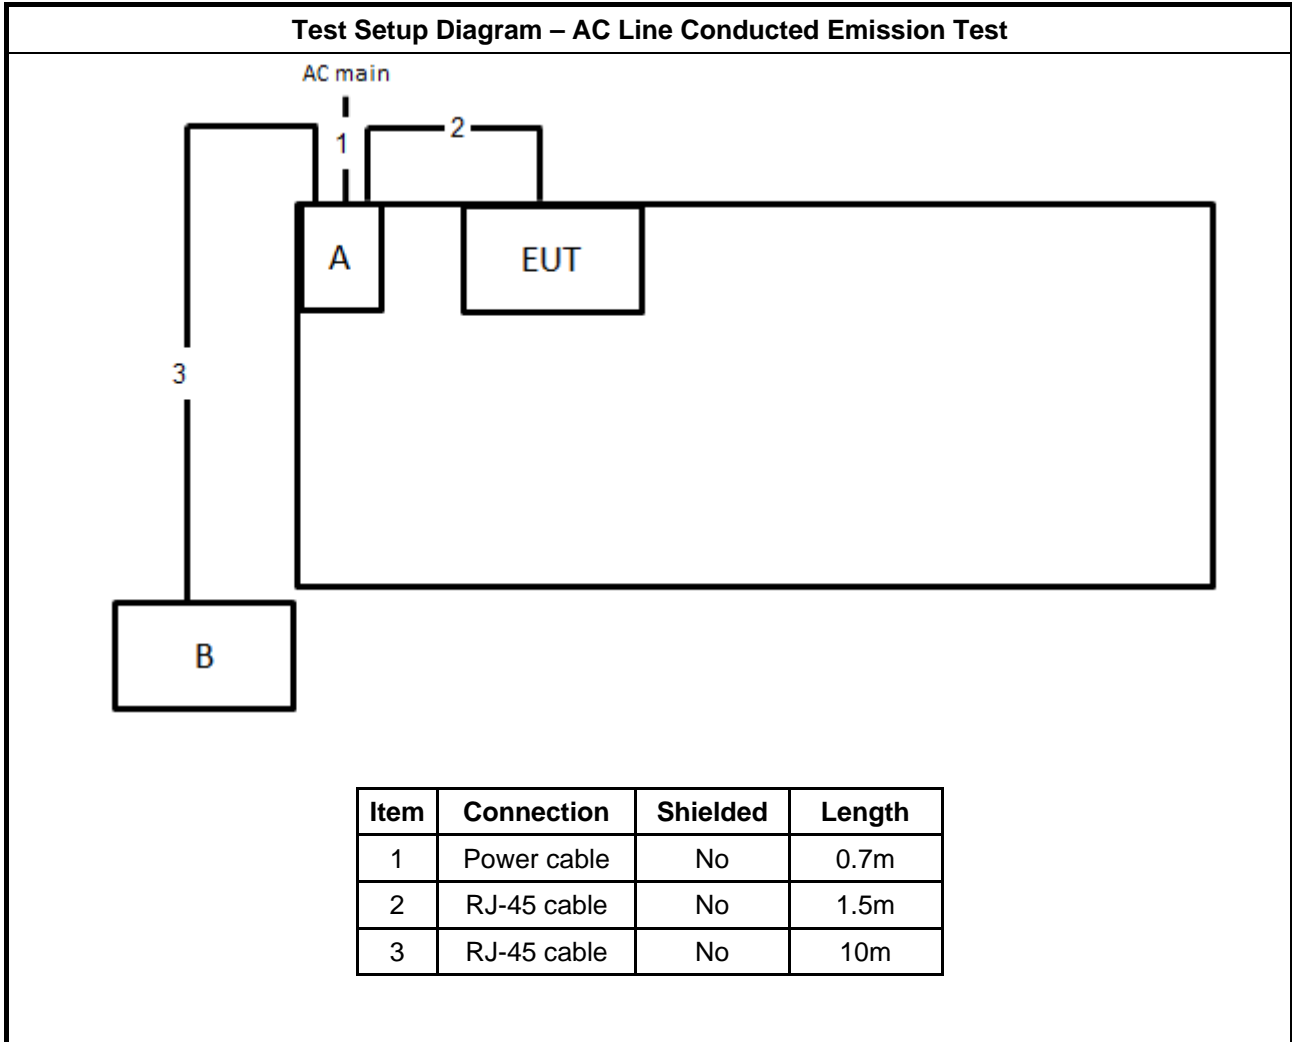 Test Setup Diagram – AC Line Conducted Emission Test
AC main
1
2
A
EUT
3
B
Item Connection Shielded Length
1 Power cable No 0.7m
2 RJ-45 cable No 1.5m
3 RJ-45 cable No 10m